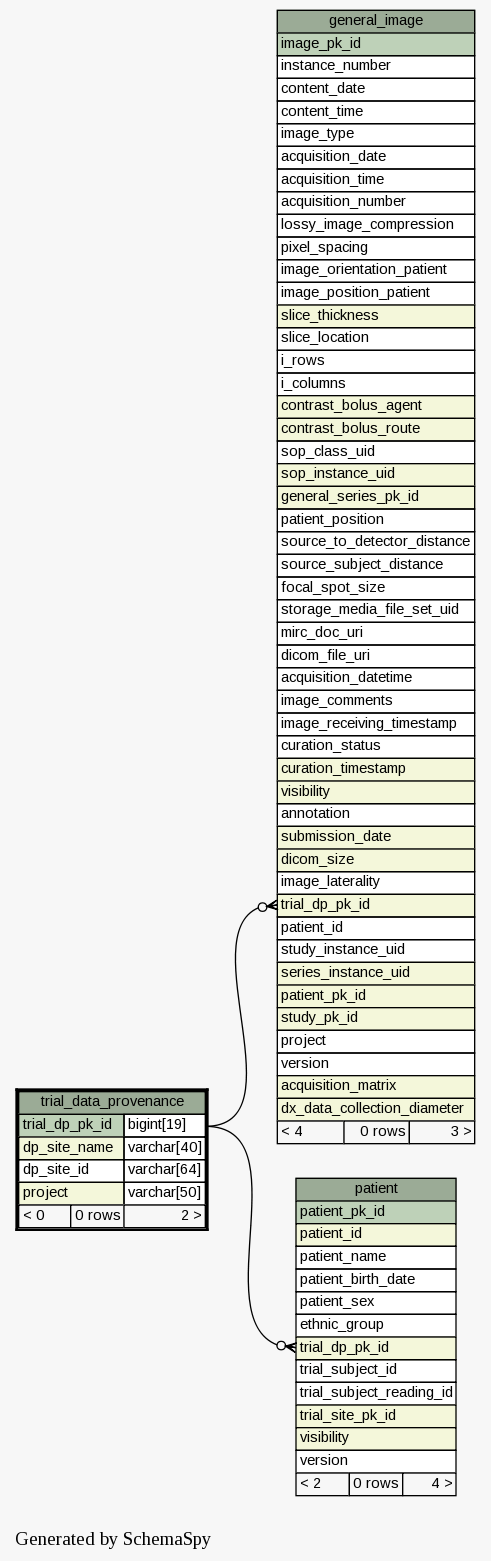 general_image
image_pk_id
instance_number
content_date
content_time
image_type
acquisition_date
acquisition_time
acquisition_number
lossy_image_compression
pixel_spacing
image_orientation_patient
image_position_patient
slice_thickness
slice_location
i_rows
i_columns
contrast_bolus_agent
contrast_bolus_route
sop_class_uid
sop_instance_uid
general_series_pk_id
patient_position
source_to_detector_distance
source_subject_distance
focal_spot_size
storage_media_file_set_uid
mirc_doc_uri
dicom_file_uri
acquisition_datetime
image_comments
image_receiving_timestamp
curation_status
curation_timestamp
visibility
annotation
submission_date
dicom_size
image_laterality
trial_dp_pk_id
patient_id
study_instance_uid
series_instance_uid
patient_pk_id
study_pk_id
project
version
acquisition_matrix
dx_data_collection_diameter
< 4 0 rows 3 >
trial_data_provenance
trial_dp_pk_id bigint[19]
dp_site_name varchar[40]
dp_site_id varchar[64]
project varchar[50]
< 0 0 rows 2 >
patient
patient_pk_id
patient_id
patient_name
patient_birth_date
patient_sex
ethnic_group
trial_dp_pk_id
trial_subject_id
trial_subject_reading_id
trial_site_pk_id
visibility
version
< 2 0 rows 4 >
Generated by SchemaSpy